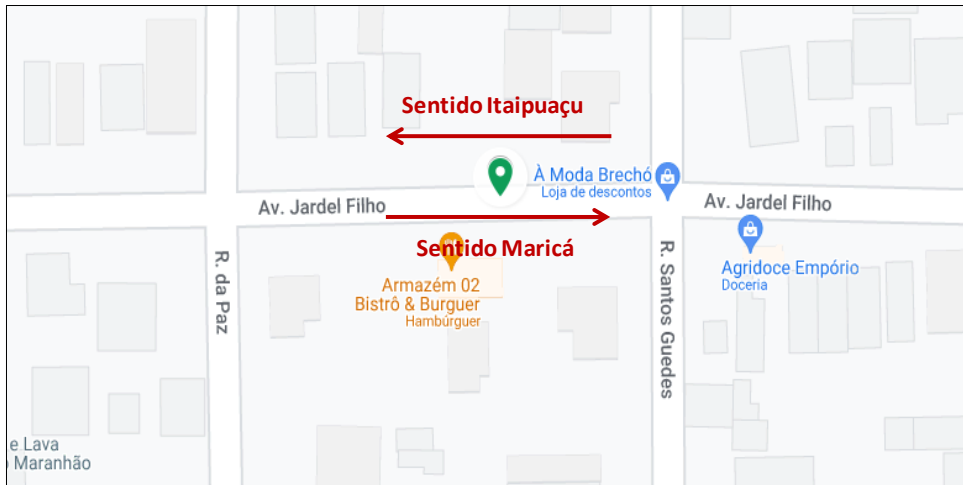 Sentido Itaipuaçu
À Moda Brechó
Loja de descontos
Av. Jardel Filho
Av. Jardel Filho
Sentido Maricá
R. da Paz
R. Santos Guedes
Armazém 02
Bistrô & Burguer
Hambúrguer
Agridoce Empório
Doceria
e Lava
o Maranhão